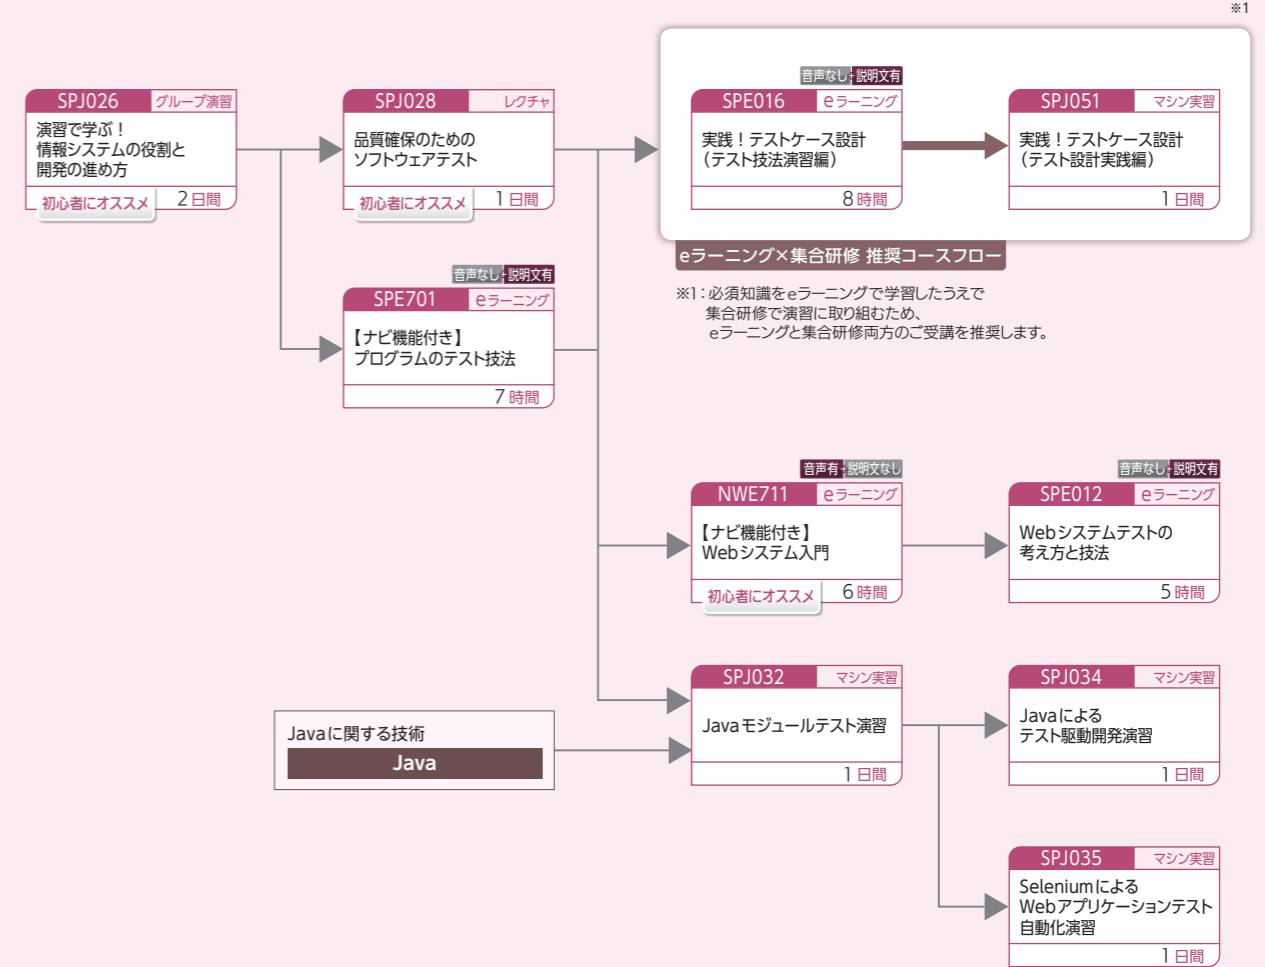 ※1
SPJ026 グループ演習
演習で学ぶ！
情報システムの役割と
開発の進め方
初心者にオススメ 2日間
SPJ028 レクチャ
品質確保のための
ソフトウェアテスト
初心者にオススメ 1日間
音声なし+説明文有
SPE701 eラーニング
【ナビ機能付き】
プログラムのテスト技法
7時間
音声なし+説明文有
SPE016 eラーニング
実践！テストケース設計
（テスト技法演習編）
8時間
SPJ051 マシン実習
実践！テストケース設計
（テスト設計実践編）
1日間
eラーニング×集合研修 推奨コースフロー
※1：必須知識をeラーニングで学習したうえで
集合研修で演習に取り組むため、
eラーニングと集合研修両方のご受講を推奨します。
音声有+説明文なし
NWE711 eラーニング
【ナビ機能付き】
Webシステム入門
初心者にオススメ 6時間
音声なし+説明文有
SPE012 eラーニング
Webシステムテストの
考え方と技法
5時間
Javaに関する技術
Java
SPJ032 マシン実習
Javaモジュールテスト演習
1日間
SPJ034 マシン実習
Javaによる
テスト駆動開発演習
1日間
SPJ035 マシン実習
Seleniumによる
Webアプリケーションテスト
自動化演習
1日間